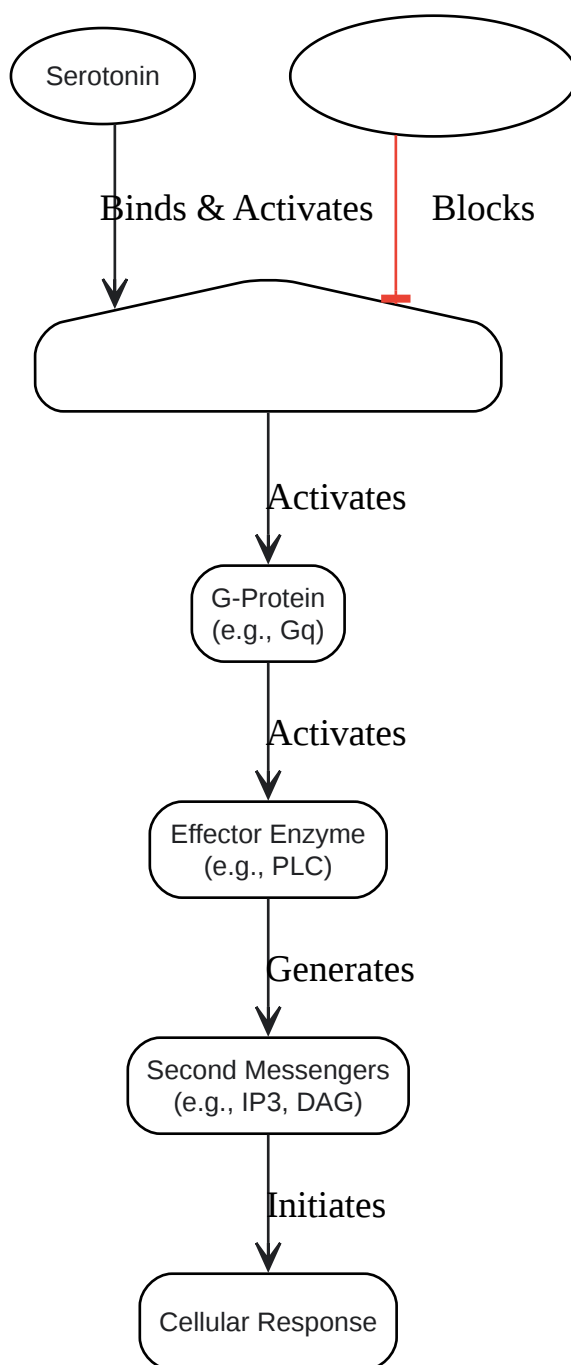 Serotonin
Binds & Activates
Blocks
Activates
G-Protein
(e.g., Gq)
Activates
Effector Enzyme
(e.g., PLC)
Generates
Second Messengers
(e.g., IP3, DAG)
Initiates
Cellular Response